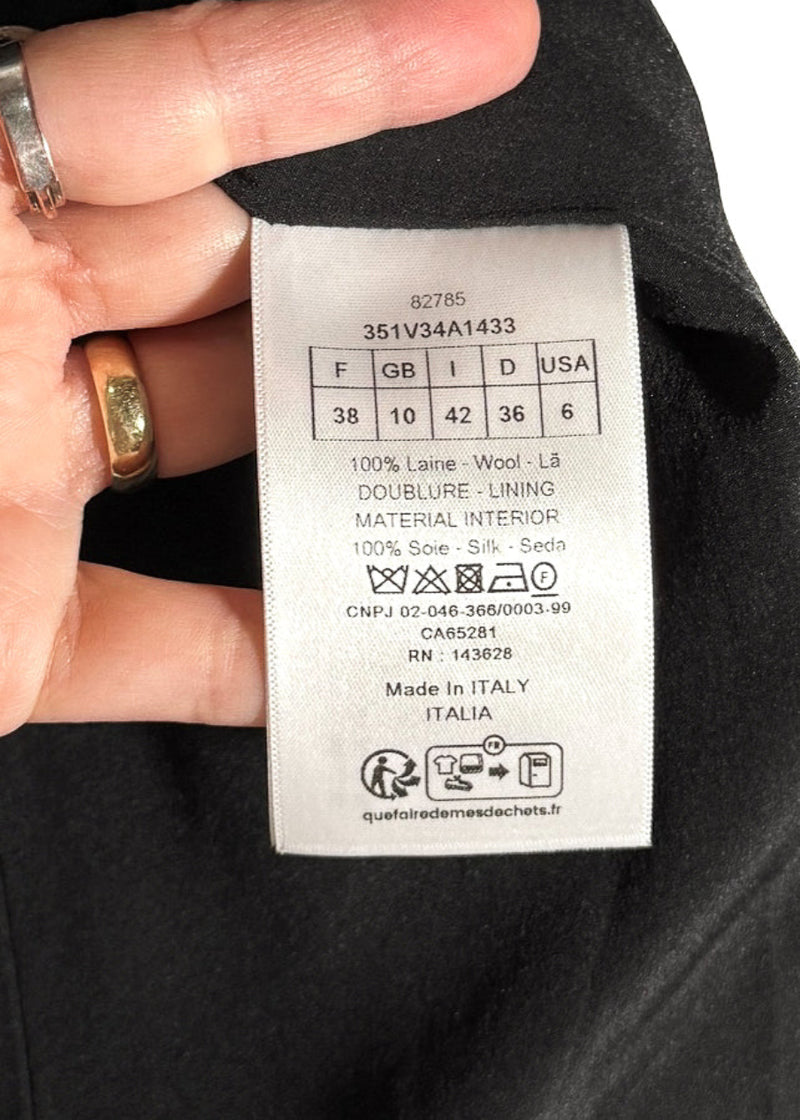 82785
351V34A1433
F GB I D USA
38 10 42 36 6
100% Laine - Wool - Lã
DOUBLURE - LINING
MATERIAL INTERIOR
100% Soie - Silk - Seda
F
CNPJ 02-046-366/0003-99
CA65281
RN : 143628
Made In ITALY
ITALIA
FR
quefairedemesdechets.fr